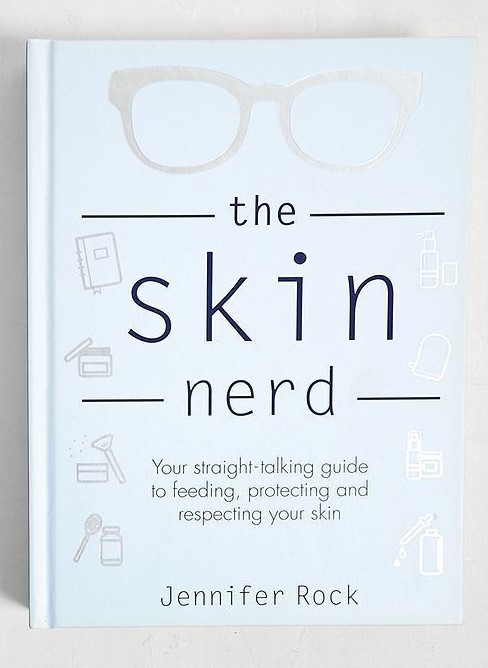 the
skin
nerd
Your straight-talking guide
to feeding, protecting and
respecting your skin
Jennifer Rock